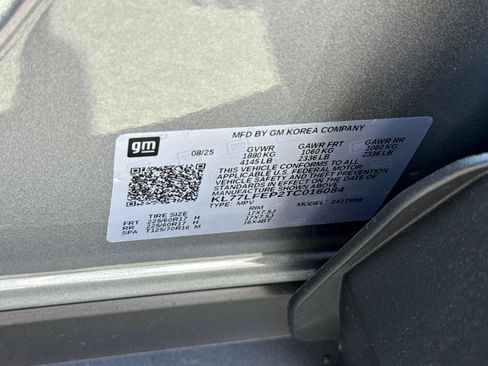 gm
08/25
MFD BY GM KOREA COMPANY
GVWR GAWR FRT GAWR RR
1880 KG 1060 KG 1060 KG
4145 LB 2336 LB 2336 LB
THIS VEHICLE CONFORMS TO ALL
APPLICABLE U.S. FEDERAL MOTOR
VEHICLE SAFETY AND THEFT PREVENTION
STANDARDS IN EFFECT ON THE DATE OF
MANUFACTURE SHOWN ABOVE.
KL77LFEP2TC016084
TYPE: MPV MODEL:
TIRE SIZE RIM
FRT 225/60R17 H 17X7.5J
RR 225/60R17 H 17X7.5J
SPA T125/70R16 M 16X4BT